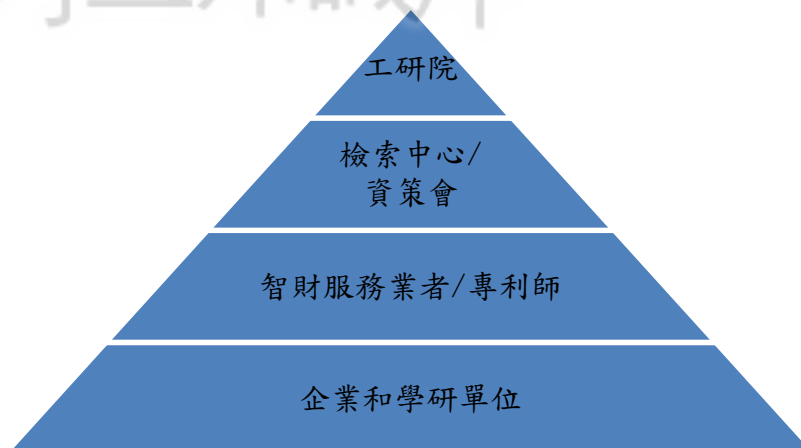 工研院
檢索中心/
資策會
智財服務業者/專利師
企業和學研單位